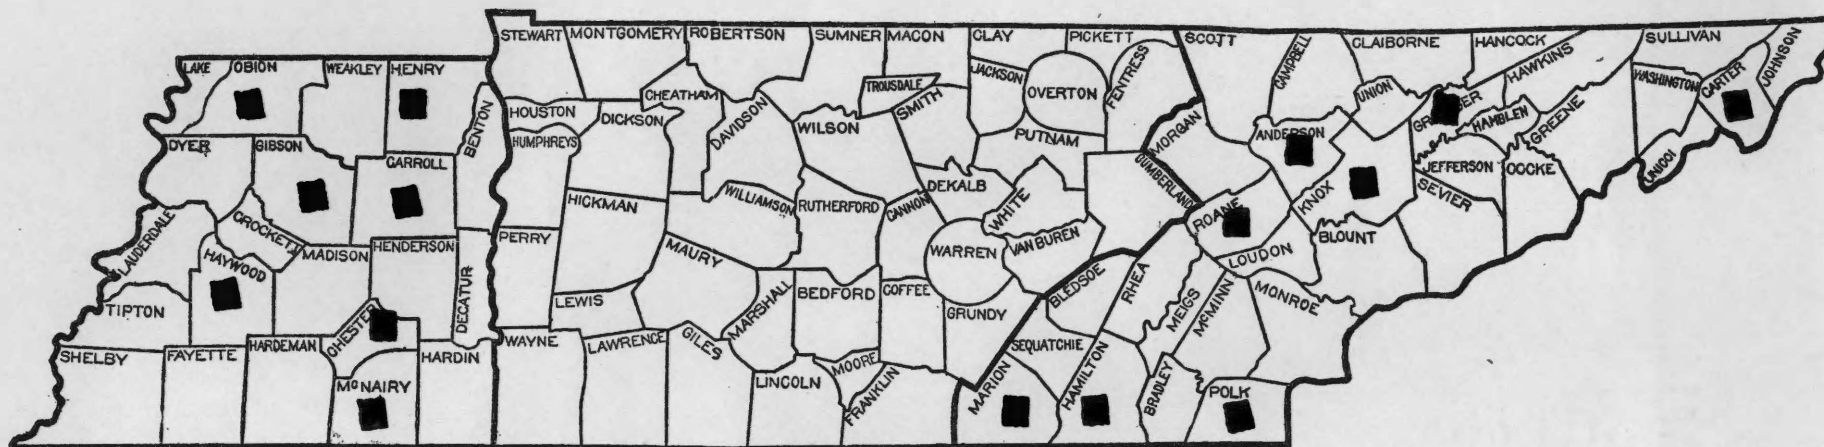 STEWART
MONTGOMERY
ROBERTSON
SUMNER
MACON
CLAY
PICKETT
SCOTT
CAMPBELL
CLAIBORNE
HANCOCK
HAWKINS
SULLIVAN
JOHNSON
CARTER
WASHINGTON
LAKE
OBION
WEAKLEY
HENRY
BENTON
HOUSTON
DICKSON
CHEATHAM
DAVIDSON
TROUSDALE
SMITH
JACKSON
OVERTON
FENTRESS
MORGAN
ANDERSON
UNION
HAMBLEN
GREENE
UNICOI
DYER
GIBSON
CARROLL
HUMPHREYS
WILSON
PUTNAM
CUMBERLAND
JEFFERSON
COCKE
SEVIER
LAUDERDALE
CROCKETT
HAYWOOD
MADISON
HENDERSON
DECATUR
PERRY
HICKMAN
WILLIAMSON
RUTHERFORD
CANNON
DEKALB
WHITE
VAN BUREN
WARREN
ROANE
KNOX
LOUDON
BLOUNT
TIPTON
CHESTER
LEWIS
MAURY
MARSHALL
BEDFORD
COFFEE
GRUNDY
BLEDSOE
RHEA
MEIGS
McMINN
MONROE
SHELBY
FAYETTE
HARDEMAN
McNAIRY
HARDIN
WAYNE
LAWRENCE
GILES
LINCOLN
MOORE
FRANKLIN
SEQUATCHIE
MARION
HAMILTON
BRADLEY
POLK